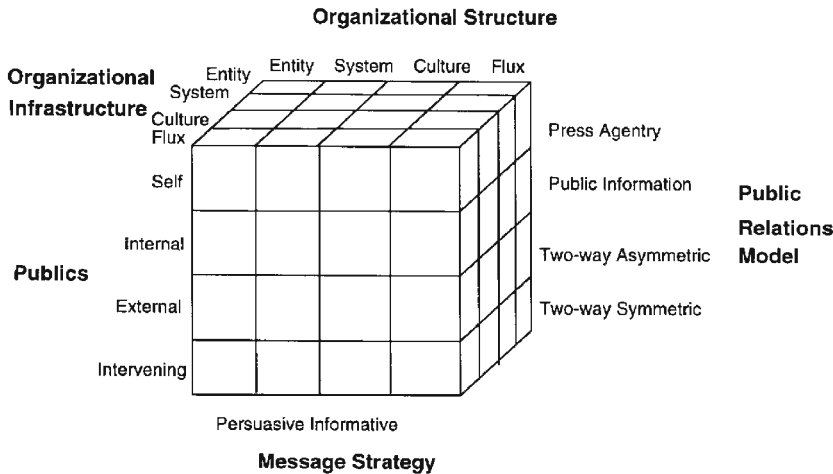 Organizational Structure
Organizational
Infrastructure
Entity
System
Culture
Flux
Entity System Culture Flux
Self
Internal
External
Intervening
Publics
Press Agentry
Public Information
Two-way Asymmetric
Two-way Symmetric
Public
Relations
Model
Persuasive Informative
Message Strategy